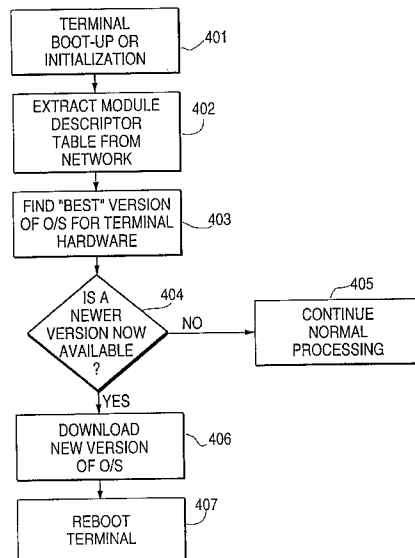 TERMINAL
BOOT-UP OR
INITIALIZATION
401
EXTRACT MODULE
DESCRIPTOR
TABLE FROM
NETWORK
402
FIND "BEST" VERSION
OF O/S FOR TERMINAL
HARDWARE
403
IS A
NEWER
VERSION NOW
AVAILABLE
?
404
NO
405
CONTINUE
NORMAL
PROCESSING
YES
DOWNLOAD
NEW VERSION
OF O/S
406
REBOOT
TERMINAL
407